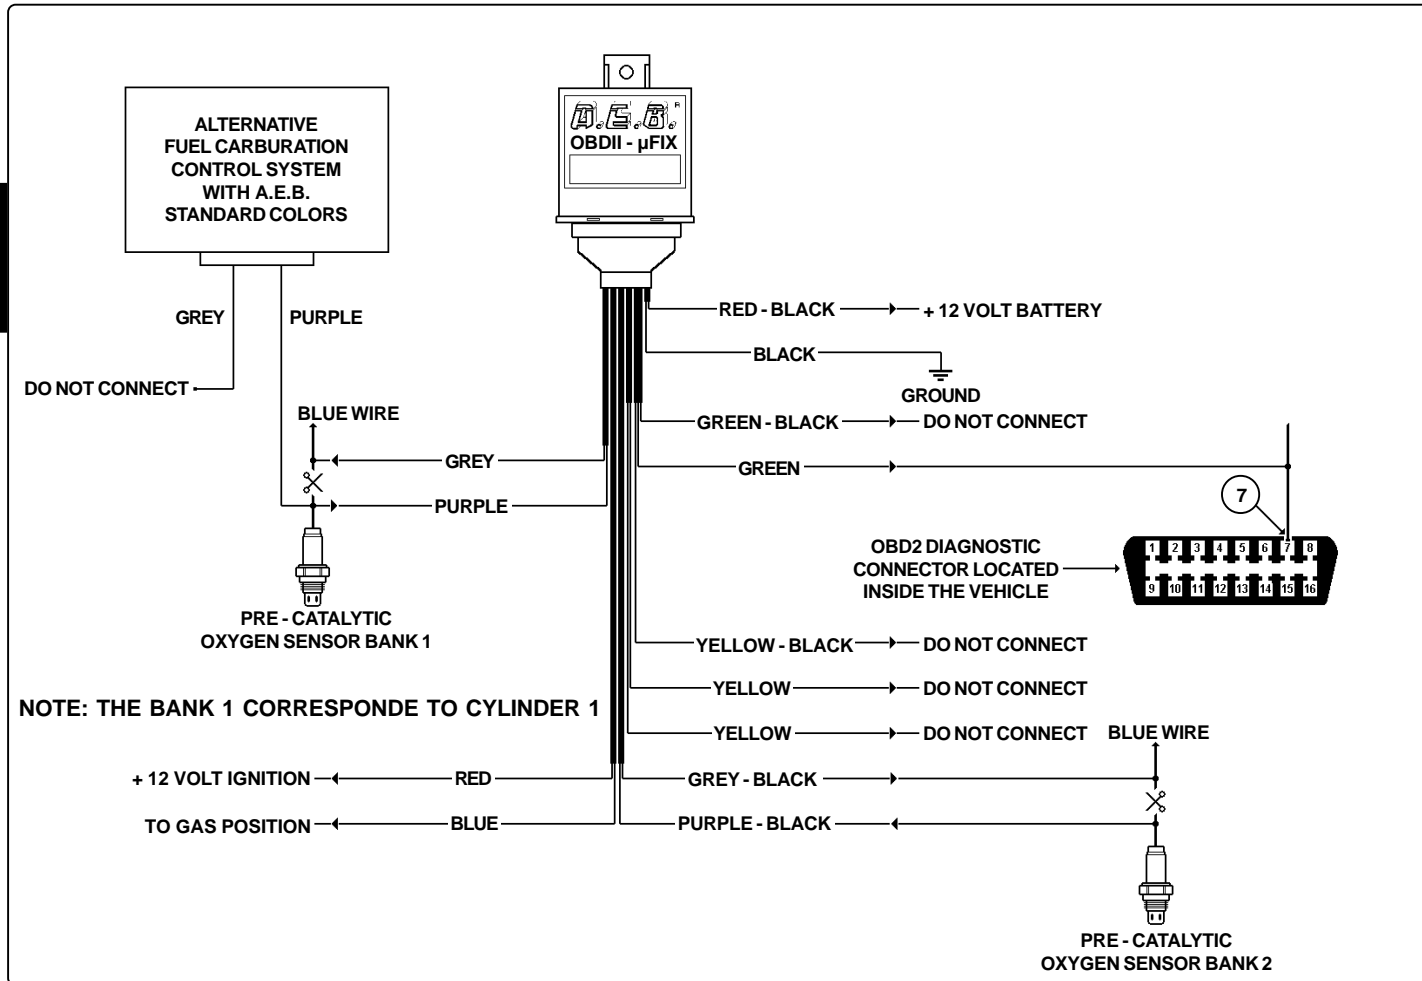 ALTERNATIVE
FUEL CARBURATION
CONTROL SYSTEM
WITH A.E.B.
STANDARD COLORS
A.E.B. R
OBDII - µFIX
GREY
PURPLE
DO NOT CONNECT
BLUE WIRE
GREY
PURPLE
PRE - CATALYTIC
OXYGEN SENSOR BANK 1
RED - BLACK
+ 12 VOLT BATTERY
BLACK
GROUND
GREEN - BLACK
DO NOT CONNECT
GREEN
7
OBD2 DIAGNOSTIC
CONNECTOR LOCATED
INSIDE THE VEHICLE
1 2 3 4 5 6 7 8
9 10 11 12 13 14 15 16
YELLOW - BLACK
DO NOT CONNECT
YELLOW
DO NOT CONNECT
YELLOW
DO NOT CONNECT
NOTE: THE BANK 1 CORRESPONDE TO CYLINDER 1
BLUE WIRE
+ 12 VOLT IGNITION
RED
GREY - BLACK
TO GAS POSITION
BLUE
PURPLE - BLACK
PRE - CATALYTIC
OXYGEN SENSOR BANK 2